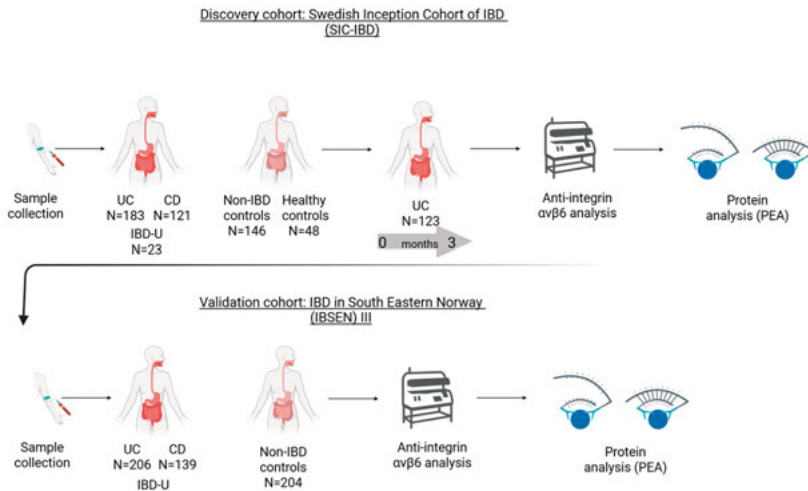 Discovery cohort: Swedish Inception Cohort of IBD
(SIC-IBD)
Sample
collection
UC CD
N=183 N=121
IBD-U
N=23
Non-IBD
controls
N=146
Healthy
controls
N=48
UC
N=123
0 months 3
Anti-integrin
αvβ6 analysis
Protein
analysis (PEA)
Validation cohort: IBD in South Eastern Norway
(IBSEN) III
Sample
collection
UC CD
N=206 N=139
IBD-U
Non-IBD
controls
N=204
Anti-integrin
αvβ6 analysis
Protein
analysis (PEA)